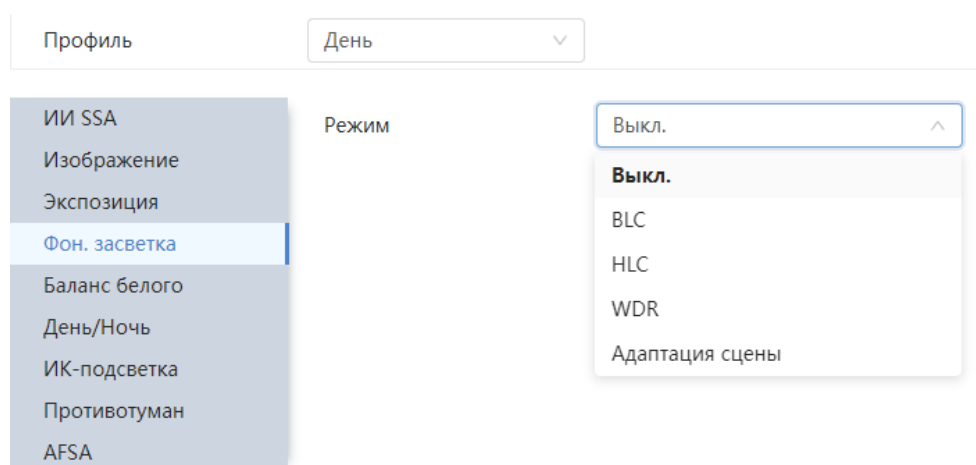 Профиль День
ИИ SSA
Режим Выкл.
Изображение
Выкл.
Экспозиция
BLC
Фон. засветка
HLC
Баланс белого
WDR
День/Ночь
Адаптация сцены
ИК-подсветка
Противотуман
AFSA